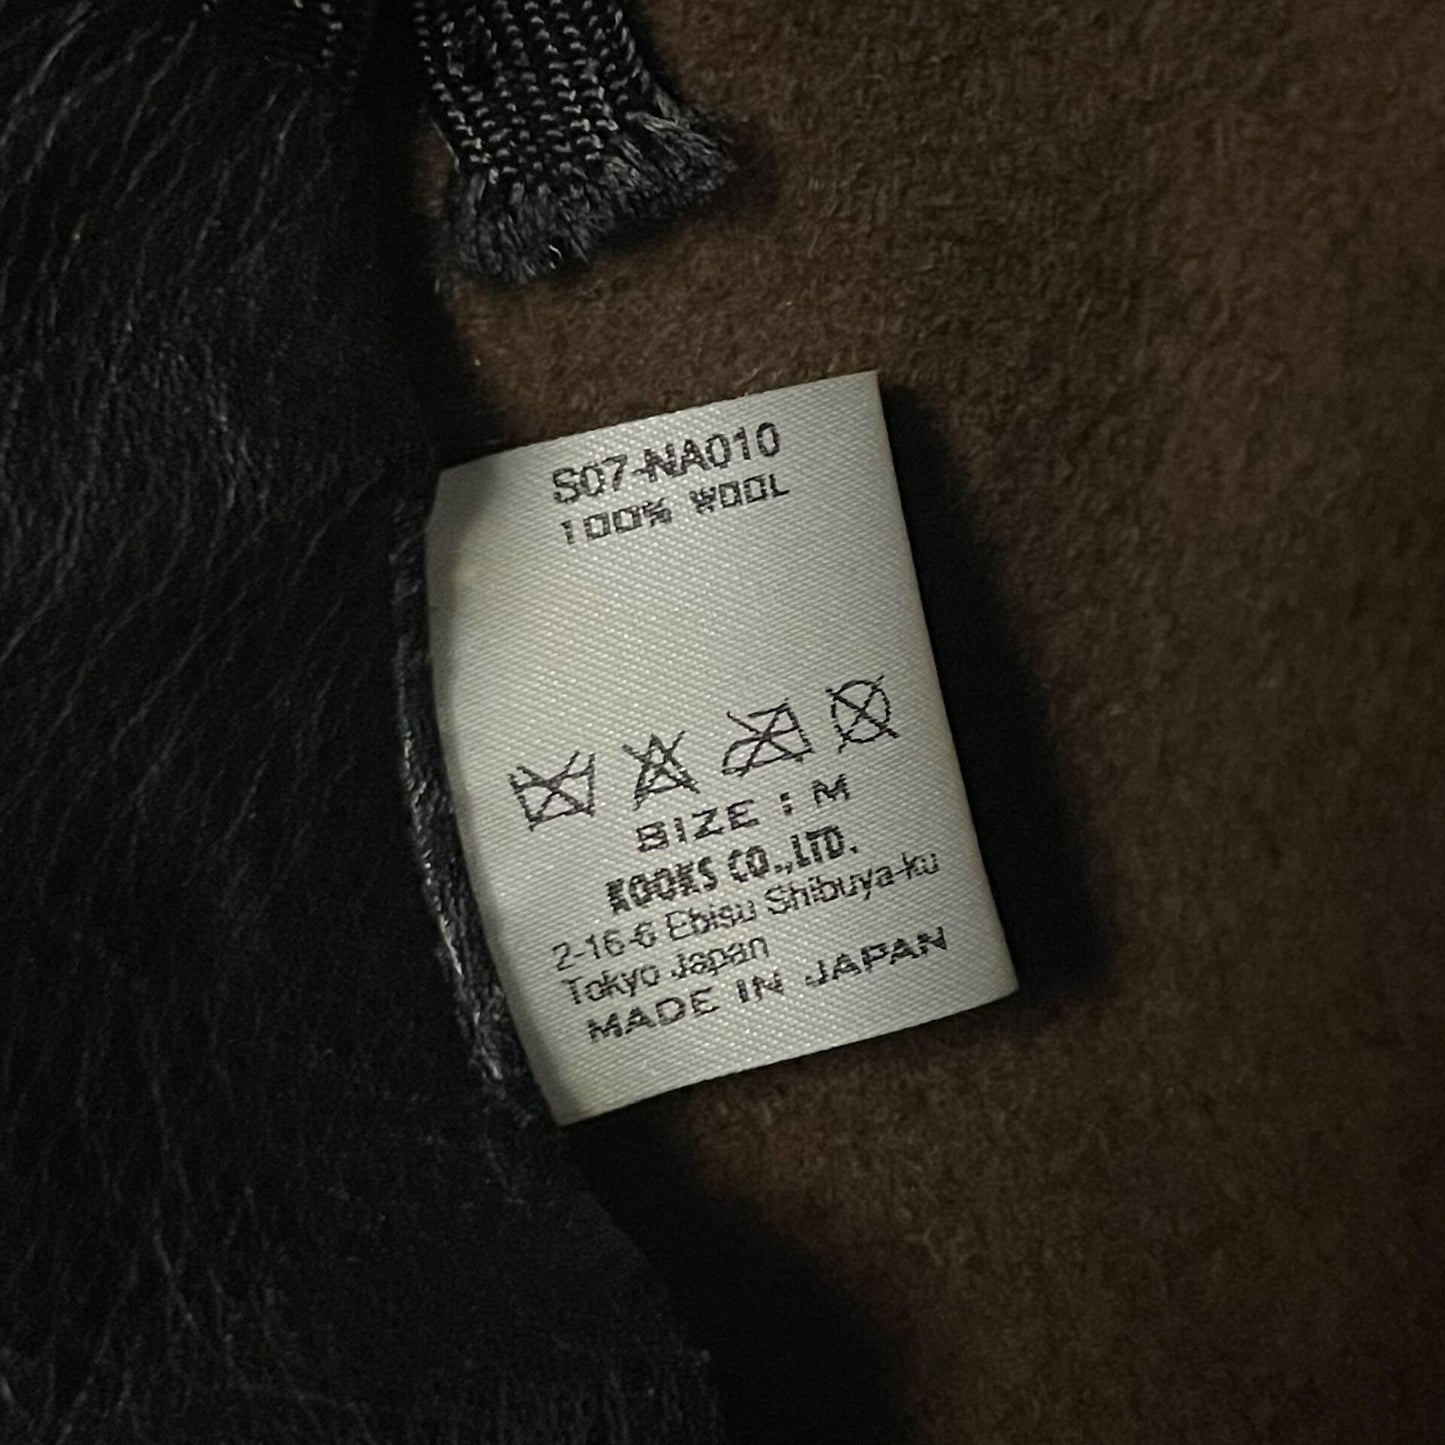 S07-NA010
100% WOOL
SIZE : M
KOOKS CO.,LTD.
2-16-6 Ebisu Shibuya-ku
Tokyo Japan
MADE IN JAPAN